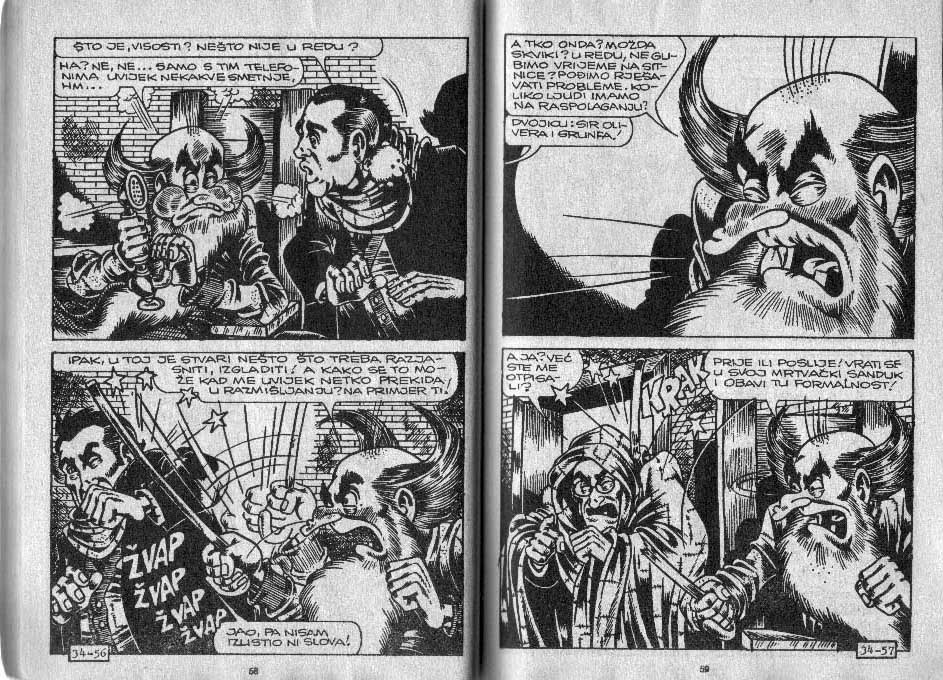 ŠTO JE, VISOSTI? NEŠTO NIJE U REDU?
HA? NE, NE... SAMO S TIM TELEFO-
NIMA UVIJEK NEKAKVE SMETNJE,
HM...
IPAK, U TOJ JE STVARI NEŠTO ŠTO TREBA RAZJA-
SNITI, IZGLADITI! A KAKO SE TO MO-
ŽE KAD ME UVIJEK NETKO PREKIDA
U RAZMIŠLJANJU? NA PRIMJER TI!
ŽVAP
ŽVAP
ŽVAP
ŽVAP
JAO, PA NISAM
IZUSTIO NI SLOVA!
34-56
58
A TKO ONDA? MOŽDA
SKVIKI? U REDU, NE GU-
BIMO VRIJEME NA SIT-
NICE? POĐIMO RJEŠA-
VATI PROBLEME. KO-
LIKO LJUDI IMAMO
NA RASPOLAGANJU?
DVOJICU: SIR OLI-
VERA I GRUNFA!
A JA? VEĆ
STE ME
OTPISA-
LI?
KRAK
PRIJE ILI POSLIJE! VRATI SE
U SVOJ MRTVAČKI SANDUK
I OBAVI TU FORMALNOST!
34-57
59